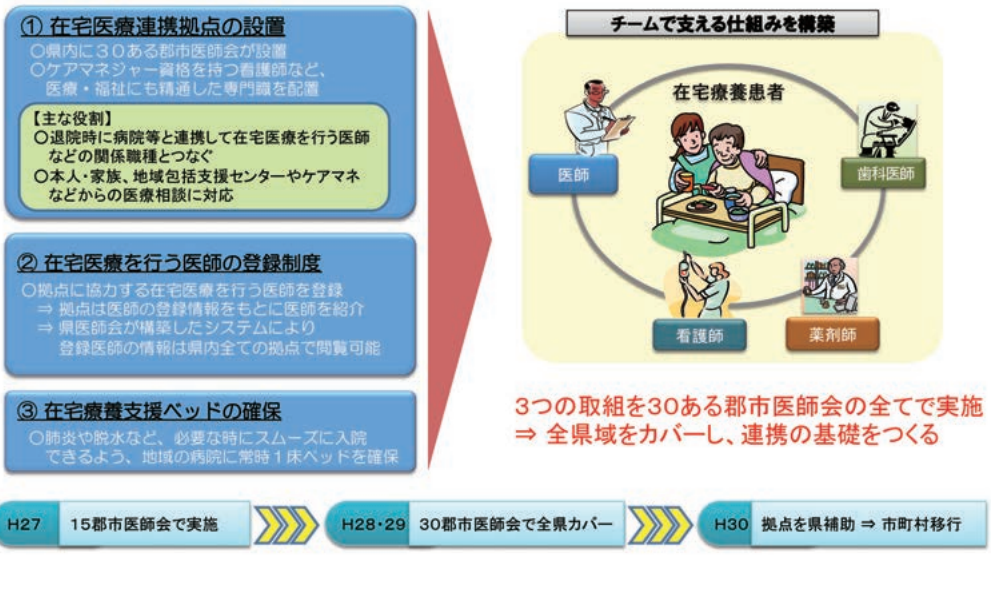 ① 在宅医療連携拠点の設置
○県内に３０ある郡市医師会が設置
○ケアマネジャー資格を持つ看護師など、
医療・福祉にも精通した専門職を配置
【主な役割】
○退院時に病院等と連携して在宅医療を行う医師
などの関係職種とつなぐ
○本人・家族、地域包括支援センターやケアマネ
などからの医療相談に対応
② 在宅医療を行う医師の登録制度
○拠点に協力する在宅医療を行う医師を登録
⇒ 拠点は医師の登録情報をもとに医師を紹介
⇒ 県医師会が構築したシステムにより
登録医師の情報は県内全ての拠点で閲覧可能
③ 在宅療養支援ベッドの確保
○肺炎や脱水など、必要な時にスムーズに入院
できるよう、地域の病院に常時１床ベッドを確保
チームで支える仕組みを構築
在宅療養患者
医師
歯科医師
看護師
薬剤師
３つの取組を３０ある郡市医師会の全てで実施
⇒ 全県域をカバーし、連携の基礎をつくる
H27 15郡市医師会で実施
H28・29 30郡市医師会で全県カバー
H30 拠点を県補助 ⇒ 市町村移行